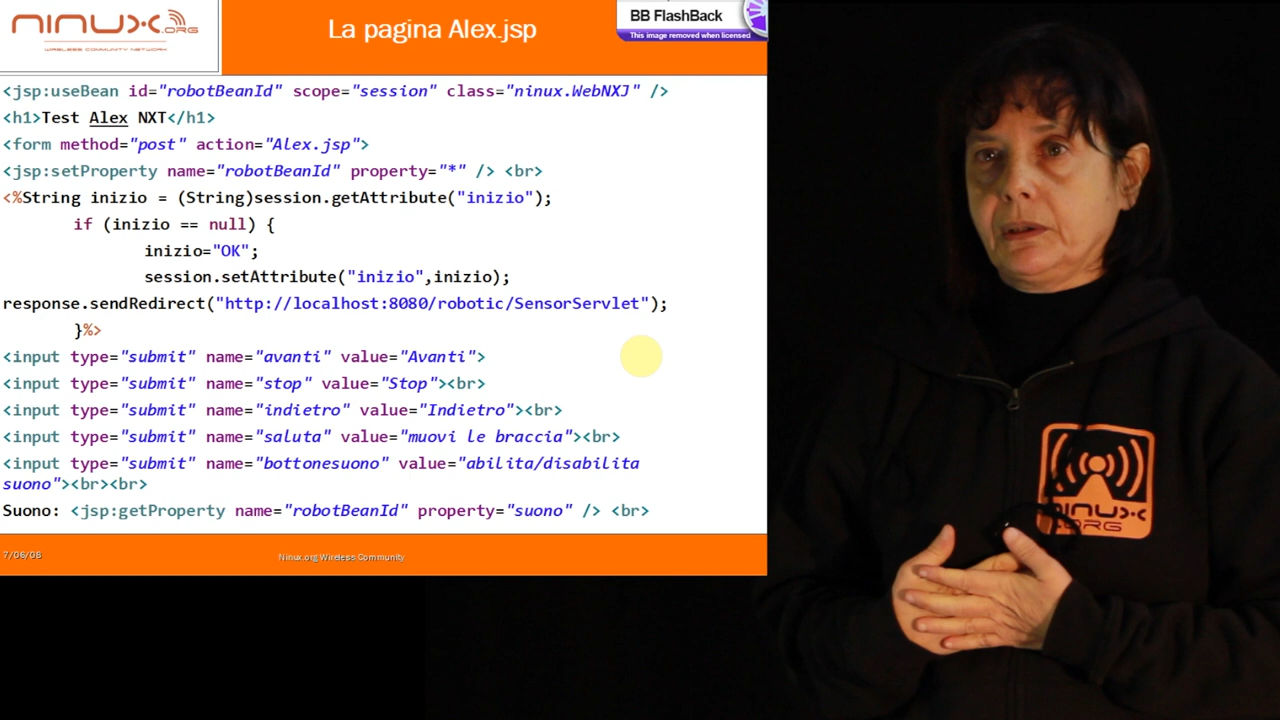 NINUX.ORG
WIRELESS COMMUNITY NETWORK
La pagina Alex.jsp
BB FlashBack
This image removed when licensed
<jsp:useBean id="robotBeanId" scope="session" class="ninux.WebNXJ" />
<h1>Test Alex NXT</h1>
<form method="post" action="Alex.jsp">
<jsp:setProperty name="robotBeanId" property="*" /> <br>
<%String inizio = (String)session.getAttribute("inizio");
if (inizio == null) {
inizio="OK";
session.setAttribute("inizio",inizio);
response.sendRedirect("http://localhost:8080/robotic/SensorServlet");
}%>
<input type="submit" name="avanti" value="Avanti">
<input type="submit" name="stop" value="Stop"><br>
<input type="submit" name="indietro" value="Indietro"><br>
<input type="submit" name="saluta" value="muovi le braccia"><br>
<input type="submit" name="bottonesuono" value="abilita/disabilita
suono"><br><br>
Suono: <jsp:getProperty name="robotBeanId" property="suono" /> <br>
7/06/08
Ninux.org Wireless Community
NINUX
.ORG